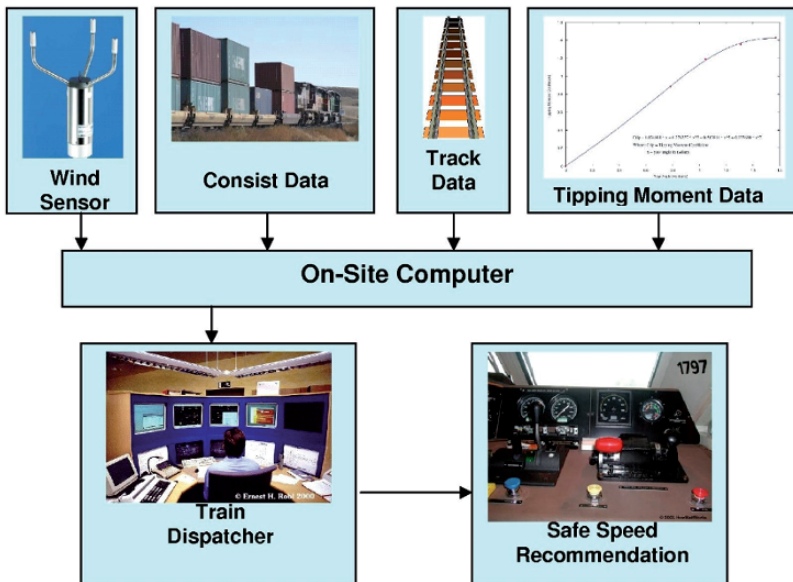 Wind
Sensor
Consist Data
Track
Data
Tipping Moment Data
On-Site Computer
© Ernest H. Robl 2000
Train
Dispatcher
1797
Safe Speed
Recommendation